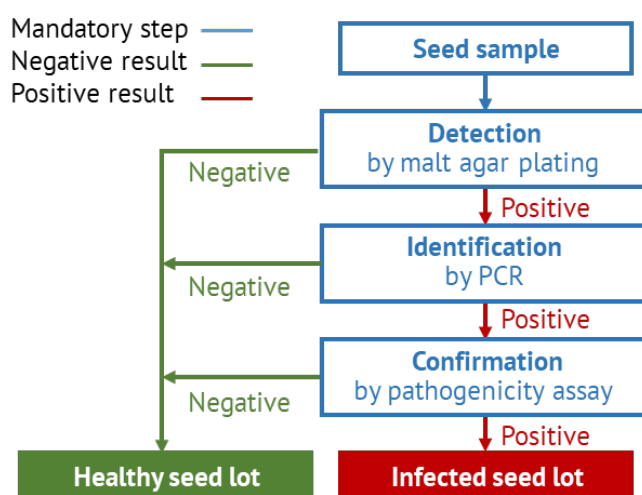 Mandatory step
Negative result
Positive result
Seed sample
Detection
by malt agar plating
Negative
Positive
Identification
by PCR
Negative
Positive
Confirmation
by pathogenicity assay
Negative
Positive
Healthy seed lot
Infected seed lot